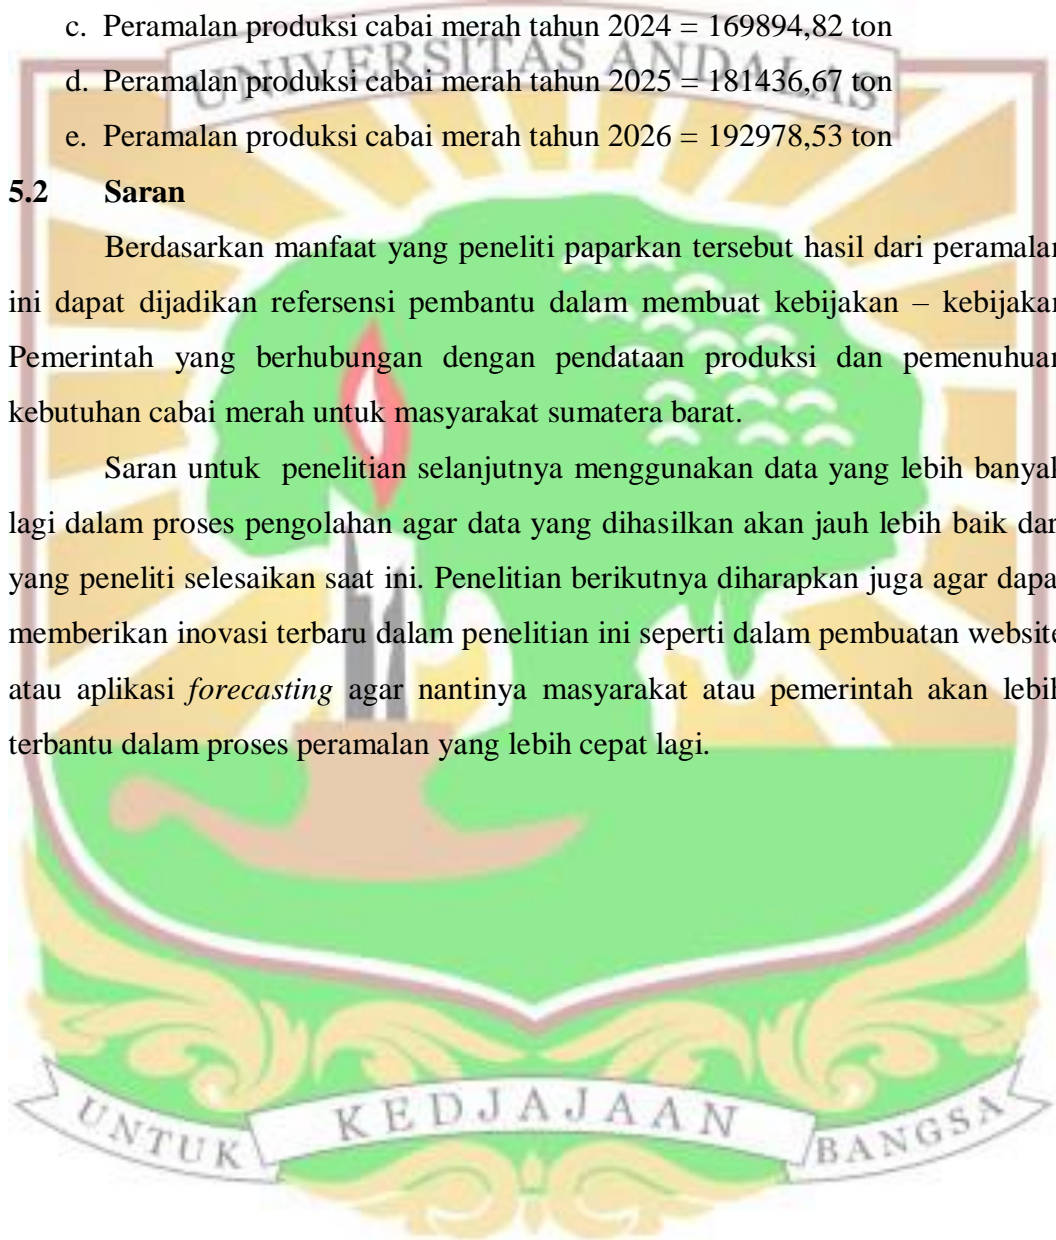 c. Peramalan produksi cabai merah tahun 2024 = 169894,82 ton
UNIVERSITAS ANDALAS
d. Peramalan produksi cabai merah tahun 2025 = 181436,67 ton
e. Peramalan produksi cabai merah tahun 2026 = 192978,53 ton
5.2 Saran
Berdasarkan manfaat yang peneliti paparkan tersebut hasil dari peramalan
ini dapat dijadikan refersensi pembantu dalam membuat kebijakan – kebijakan
Pemerintah yang berhubungan dengan pendataan produksi dan pemenuhuan
kebutuhan cabai merah untuk masyarakat sumatera barat.
Saran untuk penelitian selanjutnya menggunakan data yang lebih banyak
lagi dalam proses pengolahan agar data yang dihasilkan akan jauh lebih baik dari
yang peneliti selesaikan saat ini. Penelitian berikutnya diharapkan juga agar dapa
memberikan inovasi terbaru dalam penelitian ini seperti dalam pembuatan website
atau aplikasi forecasting agar nantinya masyarakat atau pemerintah akan lebih
terbantu dalam proses peramalan yang lebih cepat lagi.
UNTUK KEDJAJAAN BANGSA